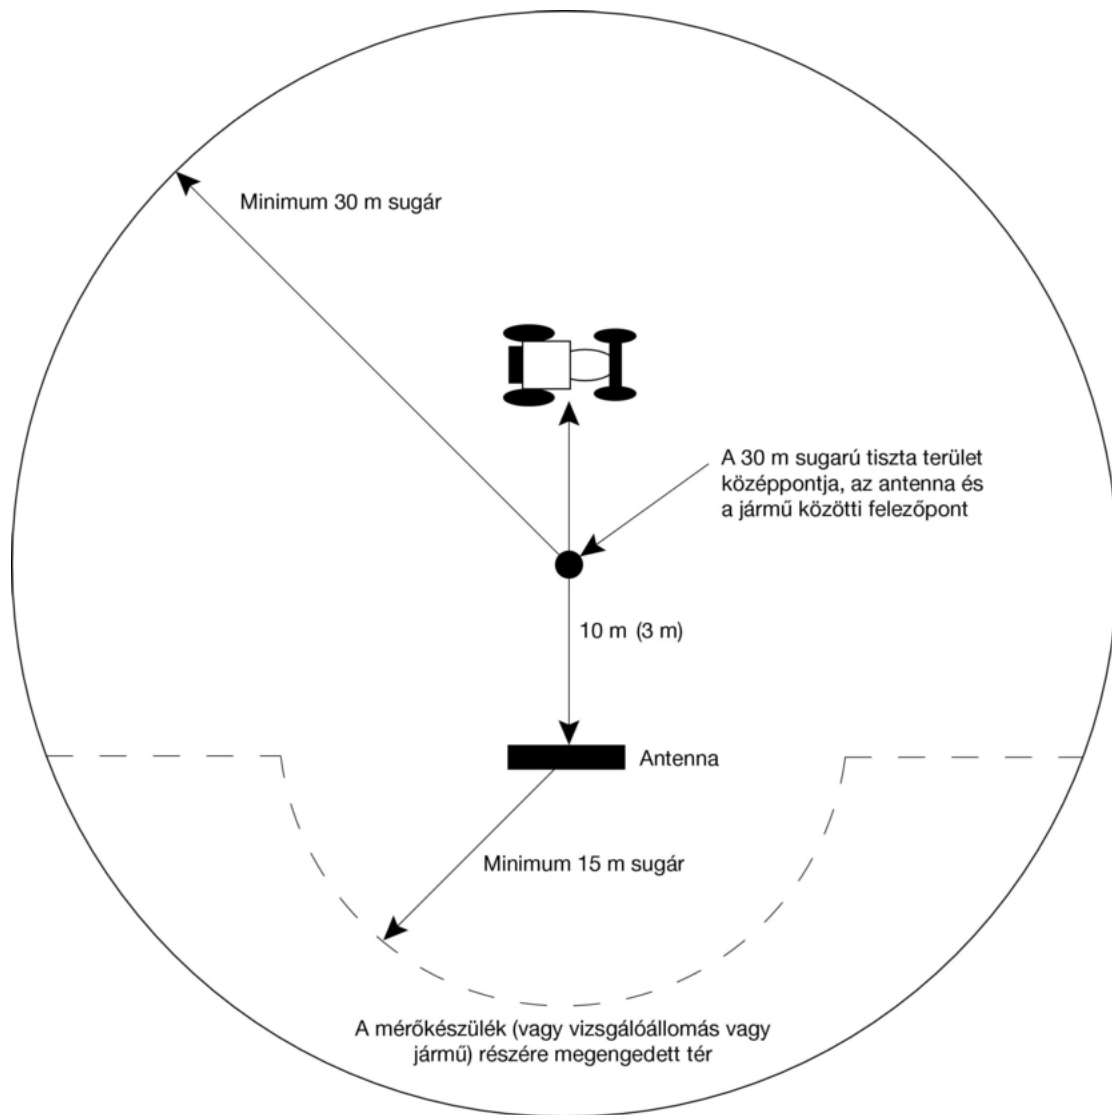 Minimum 30 m sugár
A 30 m sugarú tiszta terület
középpontja, az antenna és
a jármű közötti felezőpont
10 m (3 m)
Antenna
Minimum 15 m sugár
A mérőkészülék (vagy vizsgálóállomás vagy
jármű) részére megengedett tér